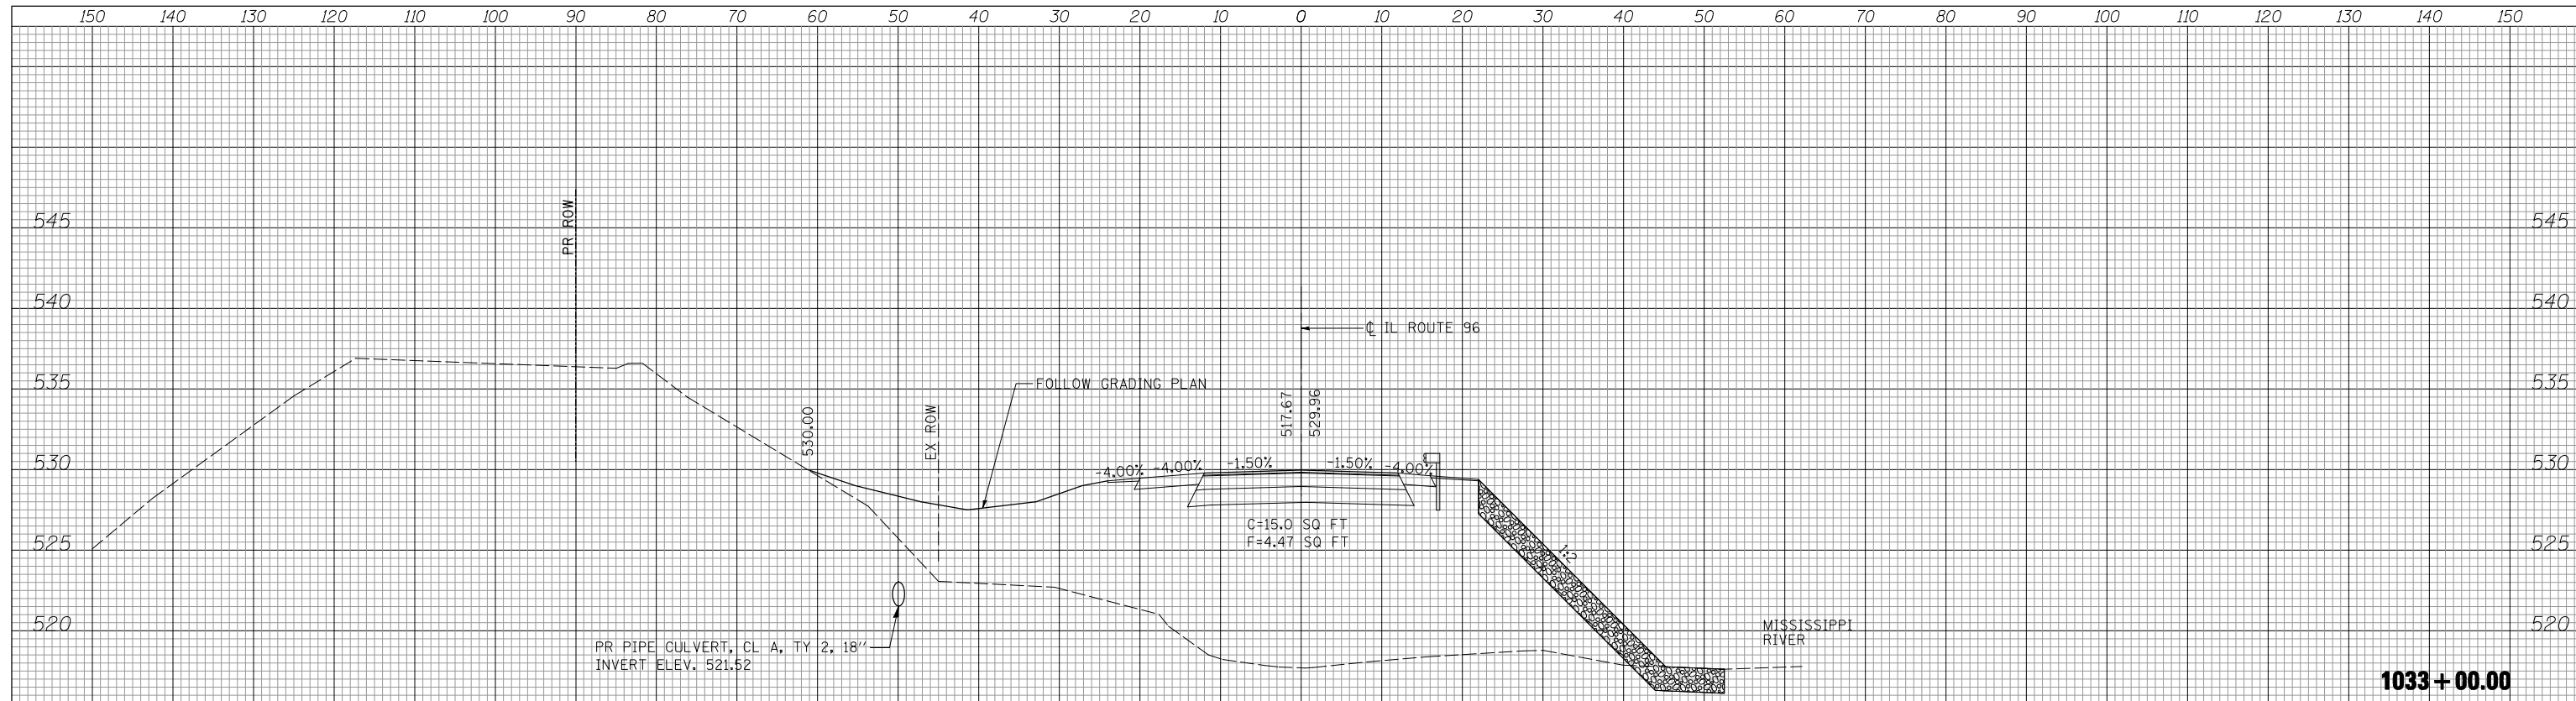 150 140 130 120 110 100 90 80 70 60 50 40 30 20 10 0 10 20 30 40 50 60 70 80 90 100 110 120 130 140 150
PR ROW
545 545
540 540
℄ IL ROUTE 96
535 535
FOLLOW GRADING PLAN
530.00
EX ROW
517.67
529.96
530 530
-4.00% -4.00% -1.50% -1.50% -4.00%
C=15.0 SQ FT
F=4.47 SQ FT
1:2
525 525
520 520
MISSISSIPPI
RIVER
PR PIPE CULVERT, CL A, TY 2, 18"
INVERT ELEV. 521.52
1033+00.00